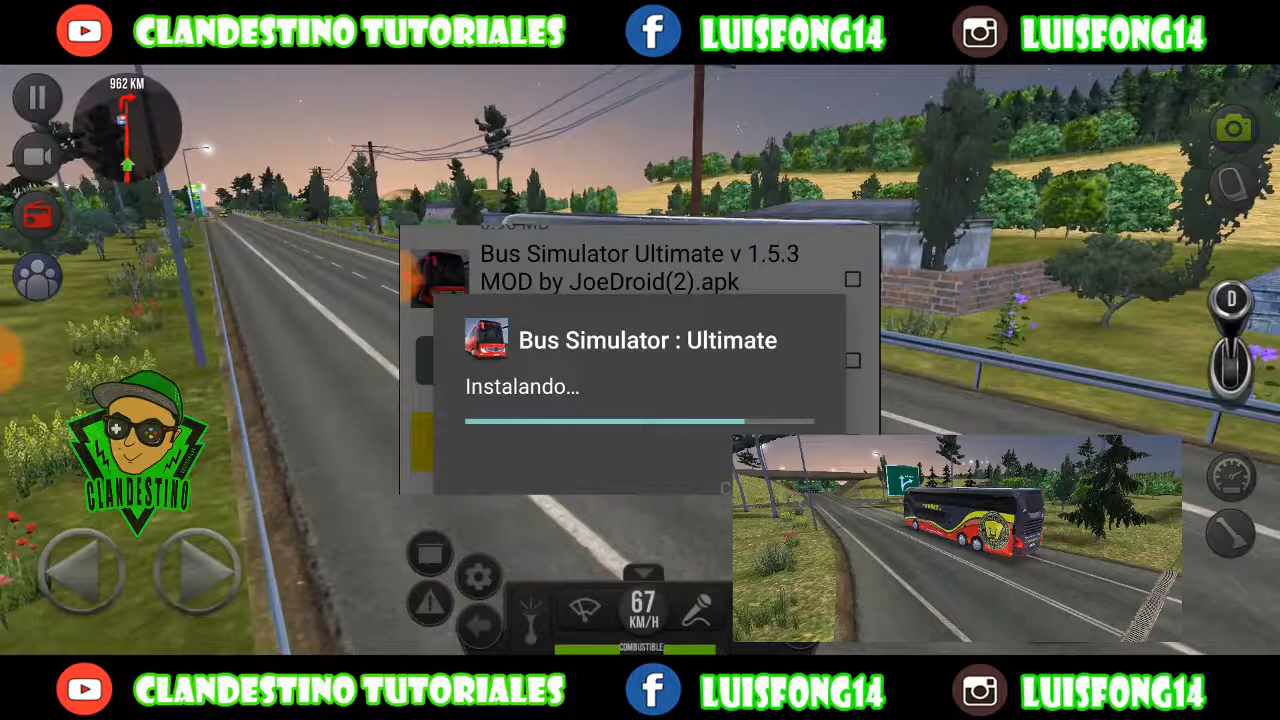 CLANDESTINO TUTORIALES LUISFONG14 LUISFONG14
962 KM
Bus Simulator Ultimate v 1.5.3
MOD by JoeDroid(2).apk
D
Bus Simulator : Ultimate
Instalando...
CLANDESTINO
67
KM/H
COMBUSTIBLE
CLANDESTINO TUTORIALES LUISFONG14 LUISFONG14